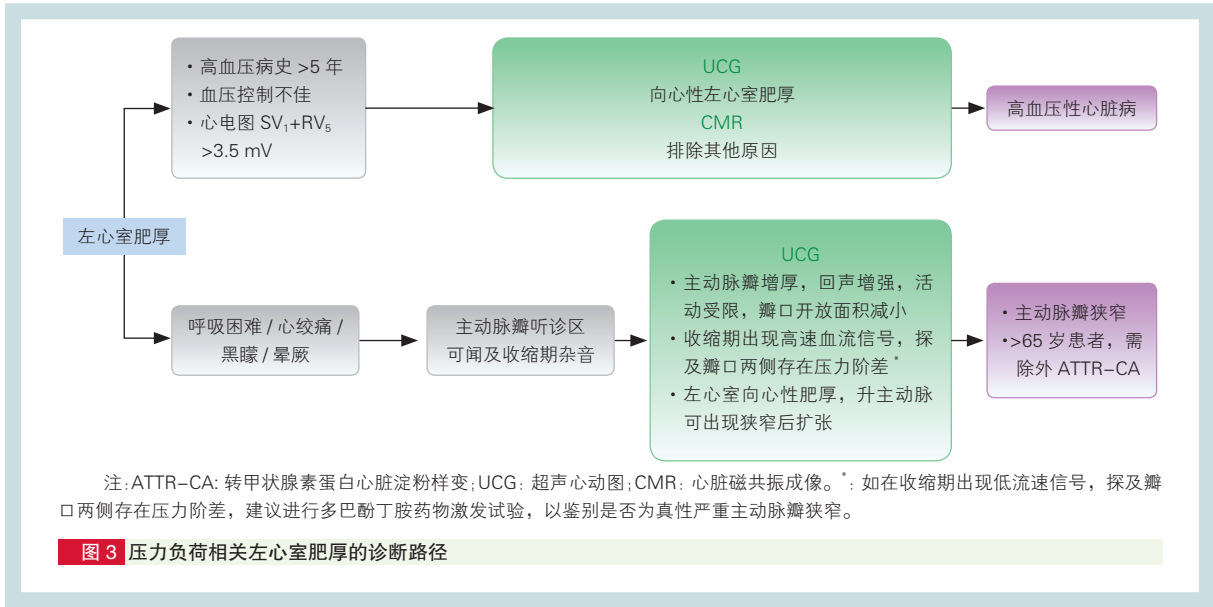 · 高血压病史 >5 年
· 血压控制不佳
· 心电图 SV₁+RV₅
>3.5 mV
UCG
向心性左心室肥厚
CMR
排除其他原因
高血压性心脏病
左心室肥厚
呼吸困难 / 心绞痛 /
黑矇 / 晕厥
主动脉瓣听诊区
可闻及收缩期杂音
UCG
· 主动脉瓣增厚，回声增强，活
动受限，瓣口开放面积减小
· 收缩期出现高速血流信号，探
及瓣口两侧存在压力阶差 *
· 左心室向心性肥厚，升主动脉
可出现狭窄后扩张
· 主动脉瓣狭窄
·>65 岁患者，需
除外 ATTR-CA
注:ATTR-CA: 转甲状腺素蛋白心脏淀粉样变;UCG: 超声心动图;CMR: 心脏磁共振成像。*: 如在收缩期出现低流速信号，探及瓣
口两侧存在压力阶差，建议进行多巴酚丁胺药物激发试验，以鉴别是否为真性严重主动脉瓣狭窄。
图 3 压力负荷相关左心室肥厚的诊断路径